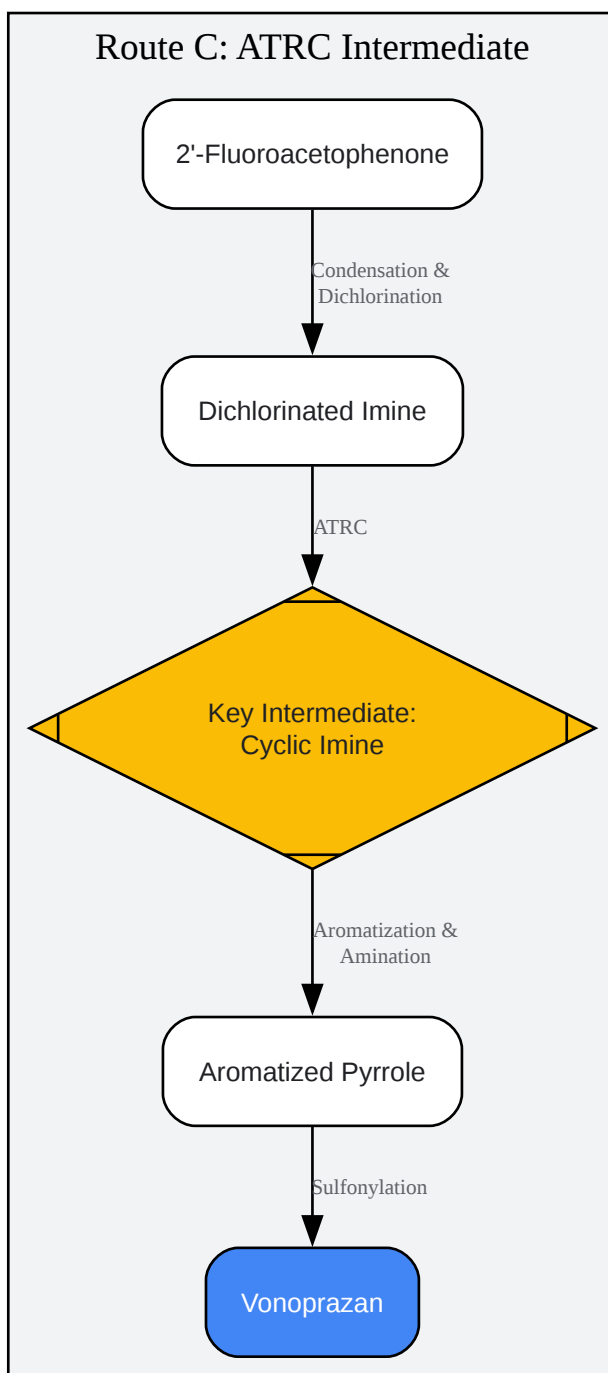 Route C: ATRC Intermediate
2'-Fluoroacetophenone
Condensation &
Dichlorination
Dichlorinated Imine
ATRC
Key Intermediate:
Cyclic Imine
Aromatization &
Amination
Aromatized Pyrrole
Sulfonylation
Vonoprazan